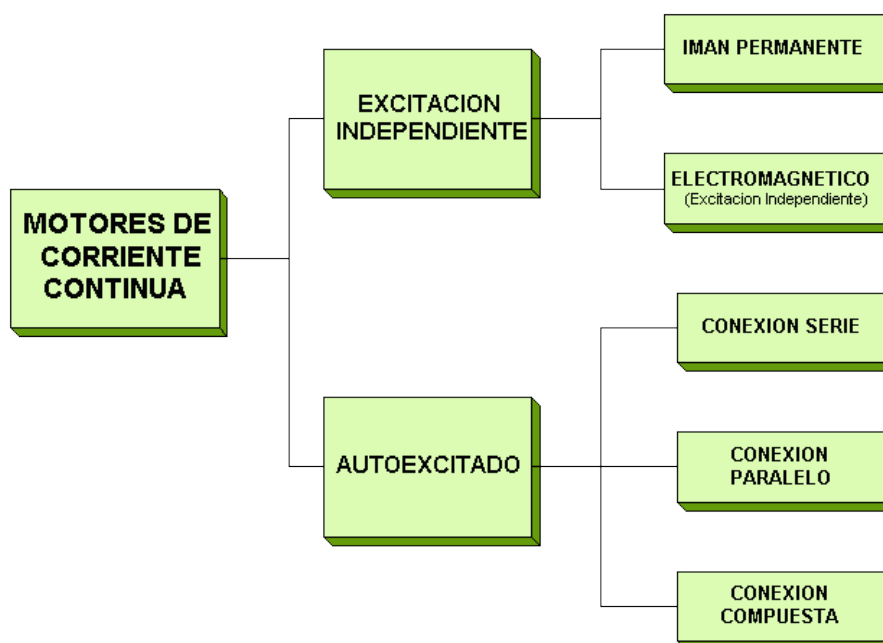 MOTORES DE
CORRIENTE
CONTINUA
EXCITACION
INDEPENDIENTE
IMAN PERMANENTE
ELECTROMAGNETICO
(Excitacion Independiente)
AUTOEXCITADO
CONEXION SERIE
CONEXION
PARALELO
CONEXION
COMPUESTA